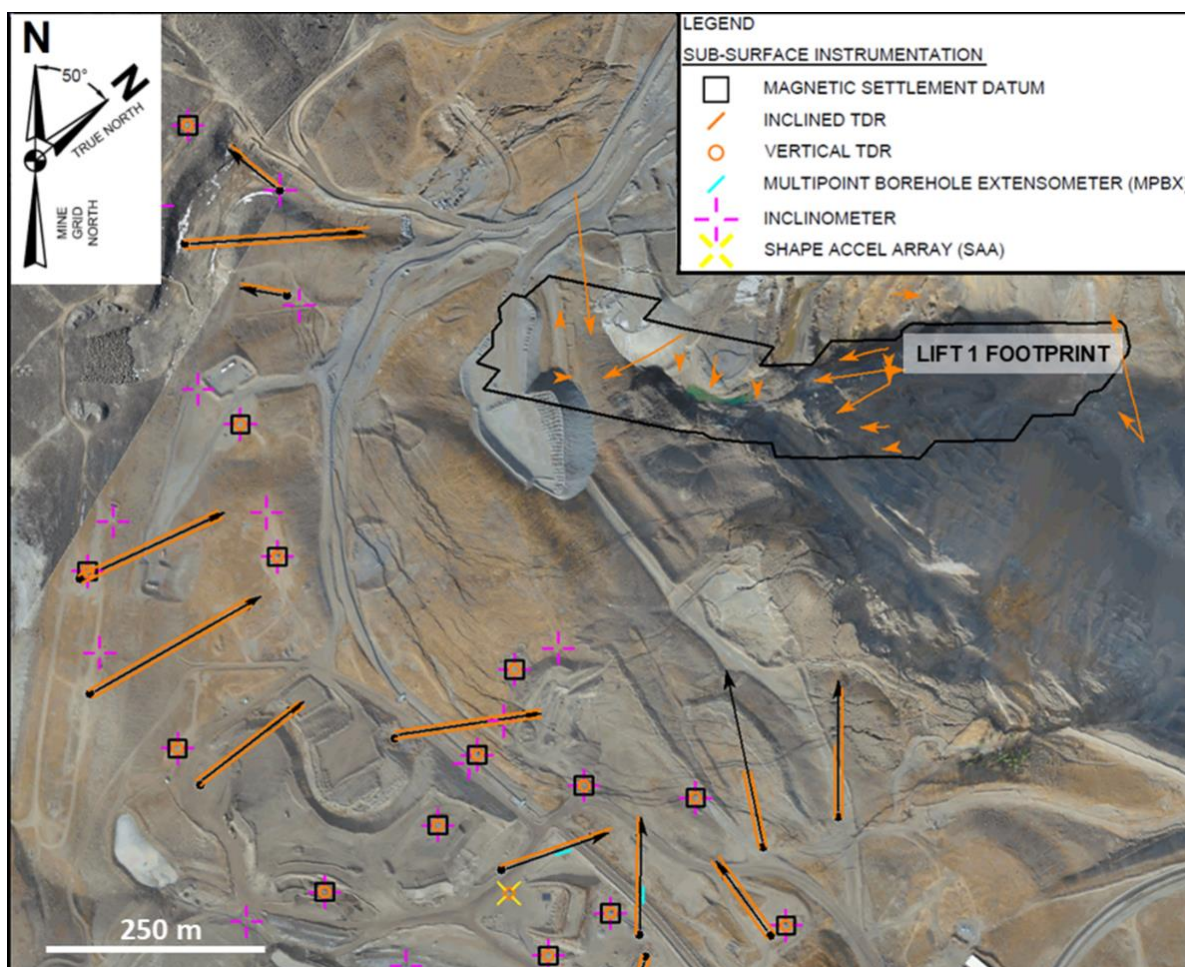 N
50°
N
TRUE NORTH
MINE
GRID
NORTH
LEGEND
SUB-SURFACE INSTRUMENTATION
MAGNETIC SETTLEMENT DATUM
INCLINED TDR
VERTICAL TDR
MULTIPOINT BOREHOLE EXTENSOMETER (MPBX)
INCLINOMETER
SHAPE ACCEL ARRAY (SAA)
LIFT 1 FOOTPRINT
250 m